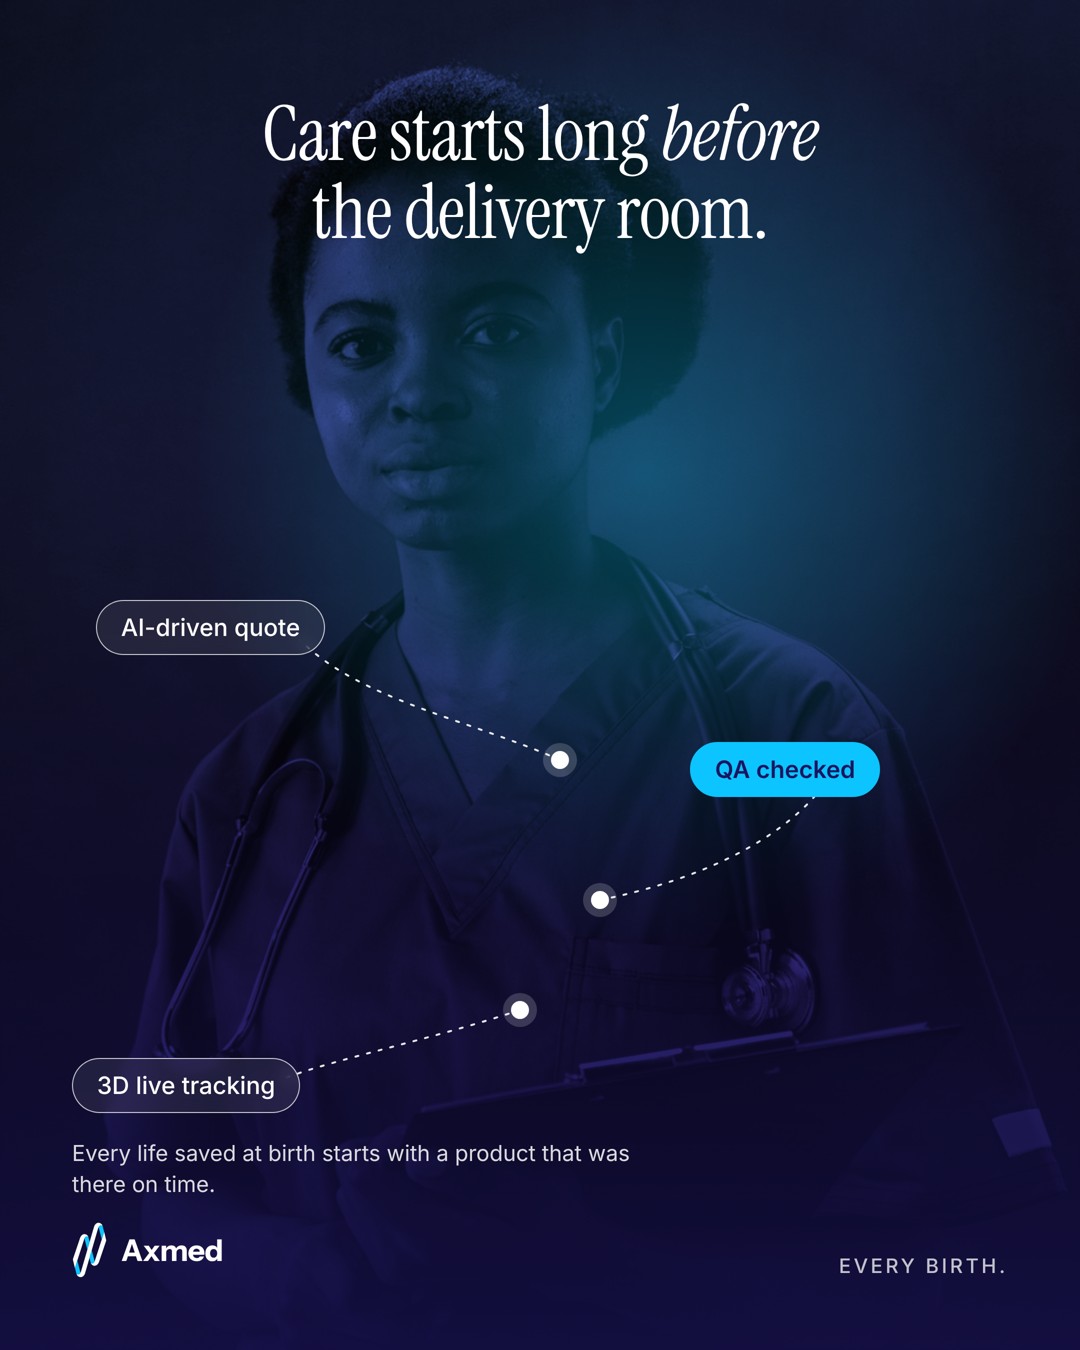 Care starts long before
the delivery room.
AI-driven quote
QA checked
3D live tracking
Every life saved at birth starts with a product that was
there on time.
Axmed
EVERY BIRTH.